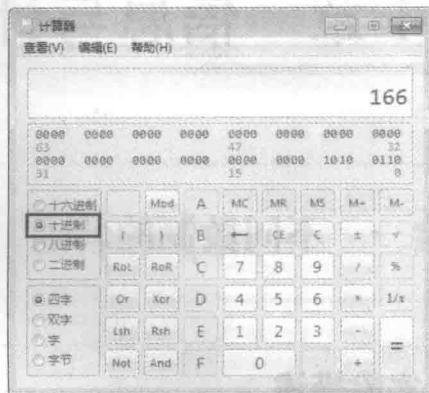 计算器
查看(V) 编辑(E) 帮助(H)
166
0000 0000 0000 0000 0000 0000 0000 0000
63 47 32
0000 0000 0000 0000 0000 0000 1010 0110
31 15 0
十六进制 Mod A MC MR MS M+ M-
十进制 ( ) B ← CE C ± √
八进制
二进制 RoL RoR C 7 8 9 / %
四字 Or Xor D 4 5 6 * 1/x
双字
字 Lsh Rsh E 1 2 3 - =
字节 Not And F 0 +